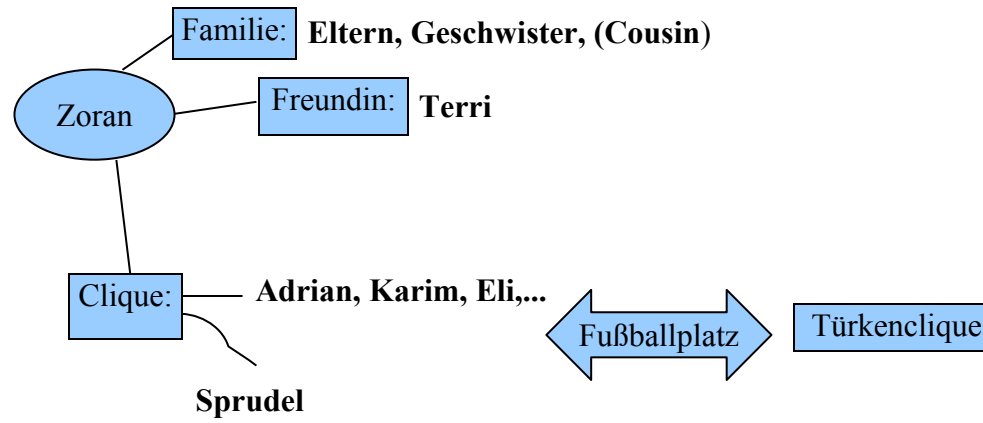 Familie: Eltern, Geschwister, (Cousin)
Zoran
Freundin: Terri
Clique: Adrian, Karim, Eli,...
Fußballplatz
Türkenclique
Sprudel